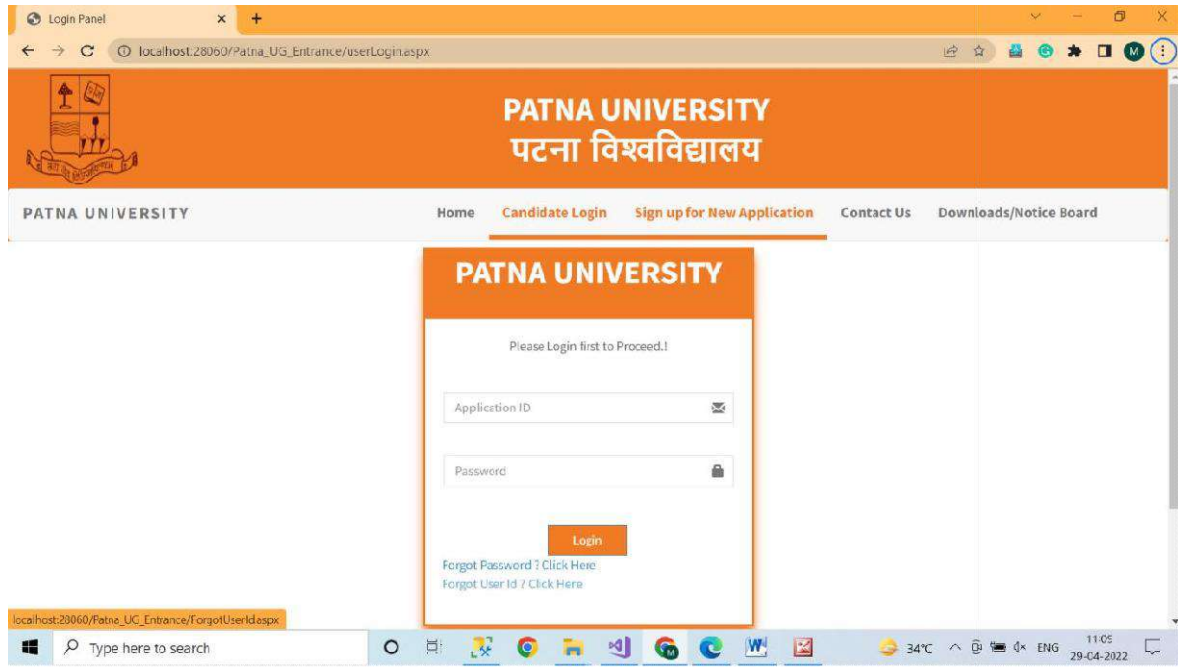 Login Panel
localhost:28060/Patna_UG_Entrance/userLogin.aspx
M
PATNA UNIVERSITY
पटना विश्वविद्यालय
PATNA UNIVERSITY
Home Candidate Login Sign up for New Application Contact Us Downloads/Notice Board
PATNA UNIVERSITY
Please Login first to Proceed.!
Application ID
Password
Login
Forgot Password ? Click Here
Forgot User Id ? Click Here
localhost:28060/Patna_UG_Entrance/ForgotUserId.aspx
Type here to search
34°C ENG 11:05
29-04-2022